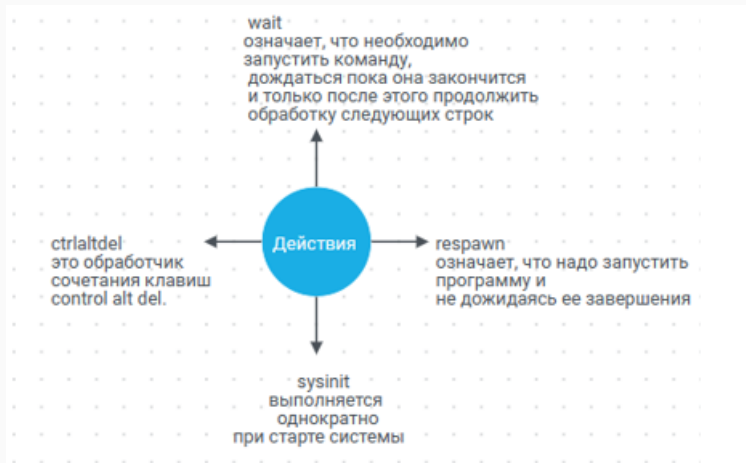 wait
означает, что необходимо
запустить команду,
дождаться пока она закончится
и только после этого продолжить
обработку следующих строк
ctrlaltdel
это обработчик
сочетания клавиш
control alt del.
Действия
respawn
означает, что надо запустить
программу и
не дожидаясь ее завершения
sysinit
выполняется
однократно
при старте системы